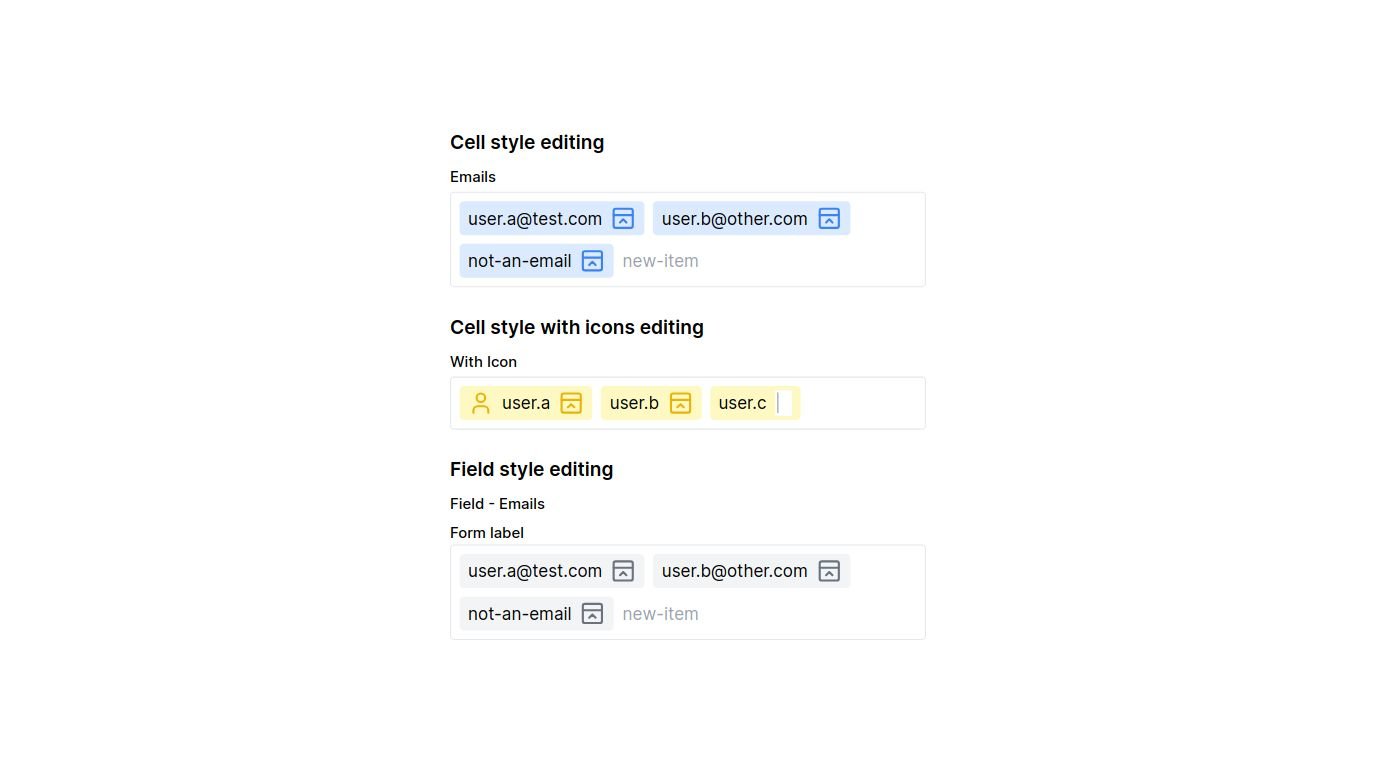 Cell style editing
Emails
user.a@test.com user.b@other.com
not-an-email new-item
Cell style with icons editing
With Icon
user.a user.b user.c
Field style editing
Field - Emails
Form label
user.a@test.com user.b@other.com
not-an-email new-item